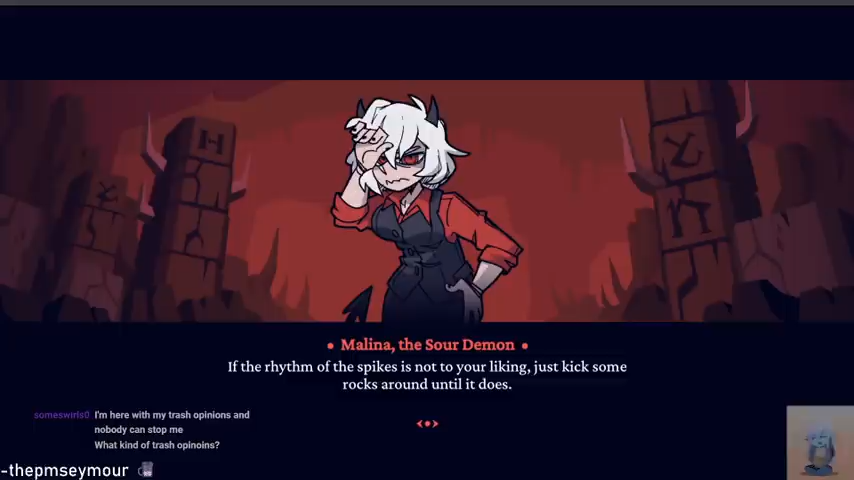 Malina, the Sour Demon
If the rhythm of the spikes is not to your liking, just kick some
rocks around until it does.
someswirls0 I'm here with my trash opinions and
nobody can stop me
What kind of trash opinoins?
-thepmseymour